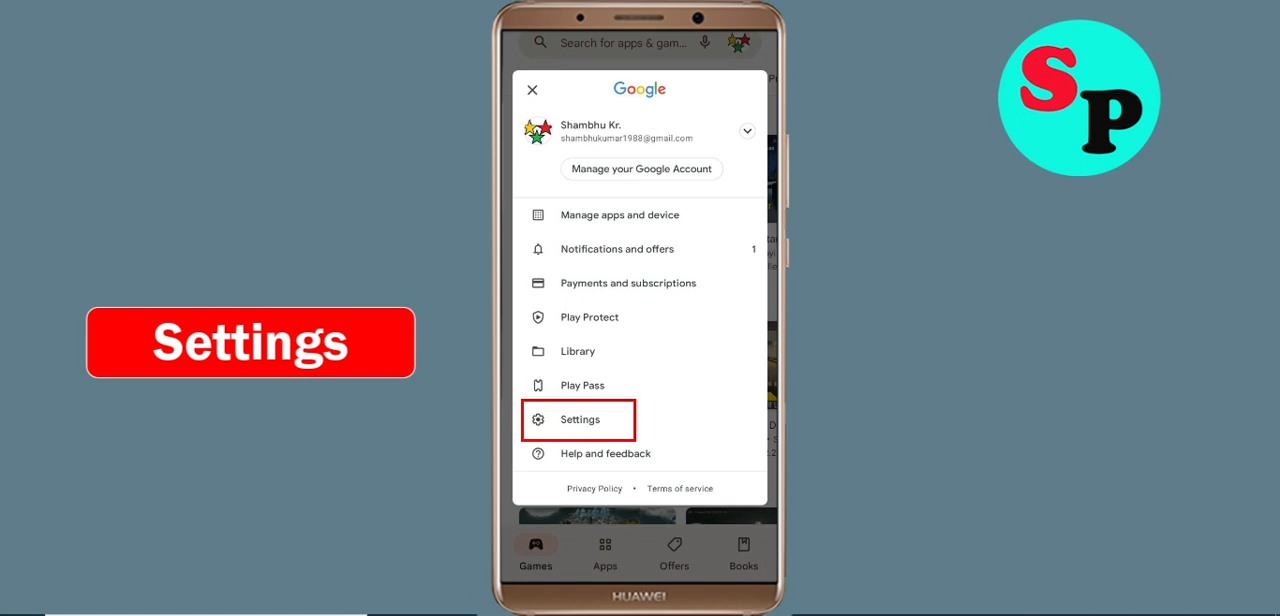 Search for apps & gam...
Google
Shambhu Kr.
shambhukumar1988@gmail.com
Manage your Google Account
Manage apps and device
Notifications and offers 1
Payments and subscriptions
Play Protect
Library
Play Pass
Settings
Help and feedback
Privacy Policy • Terms of service
Games Apps Offers Books
HUAWEI
Settings
SP